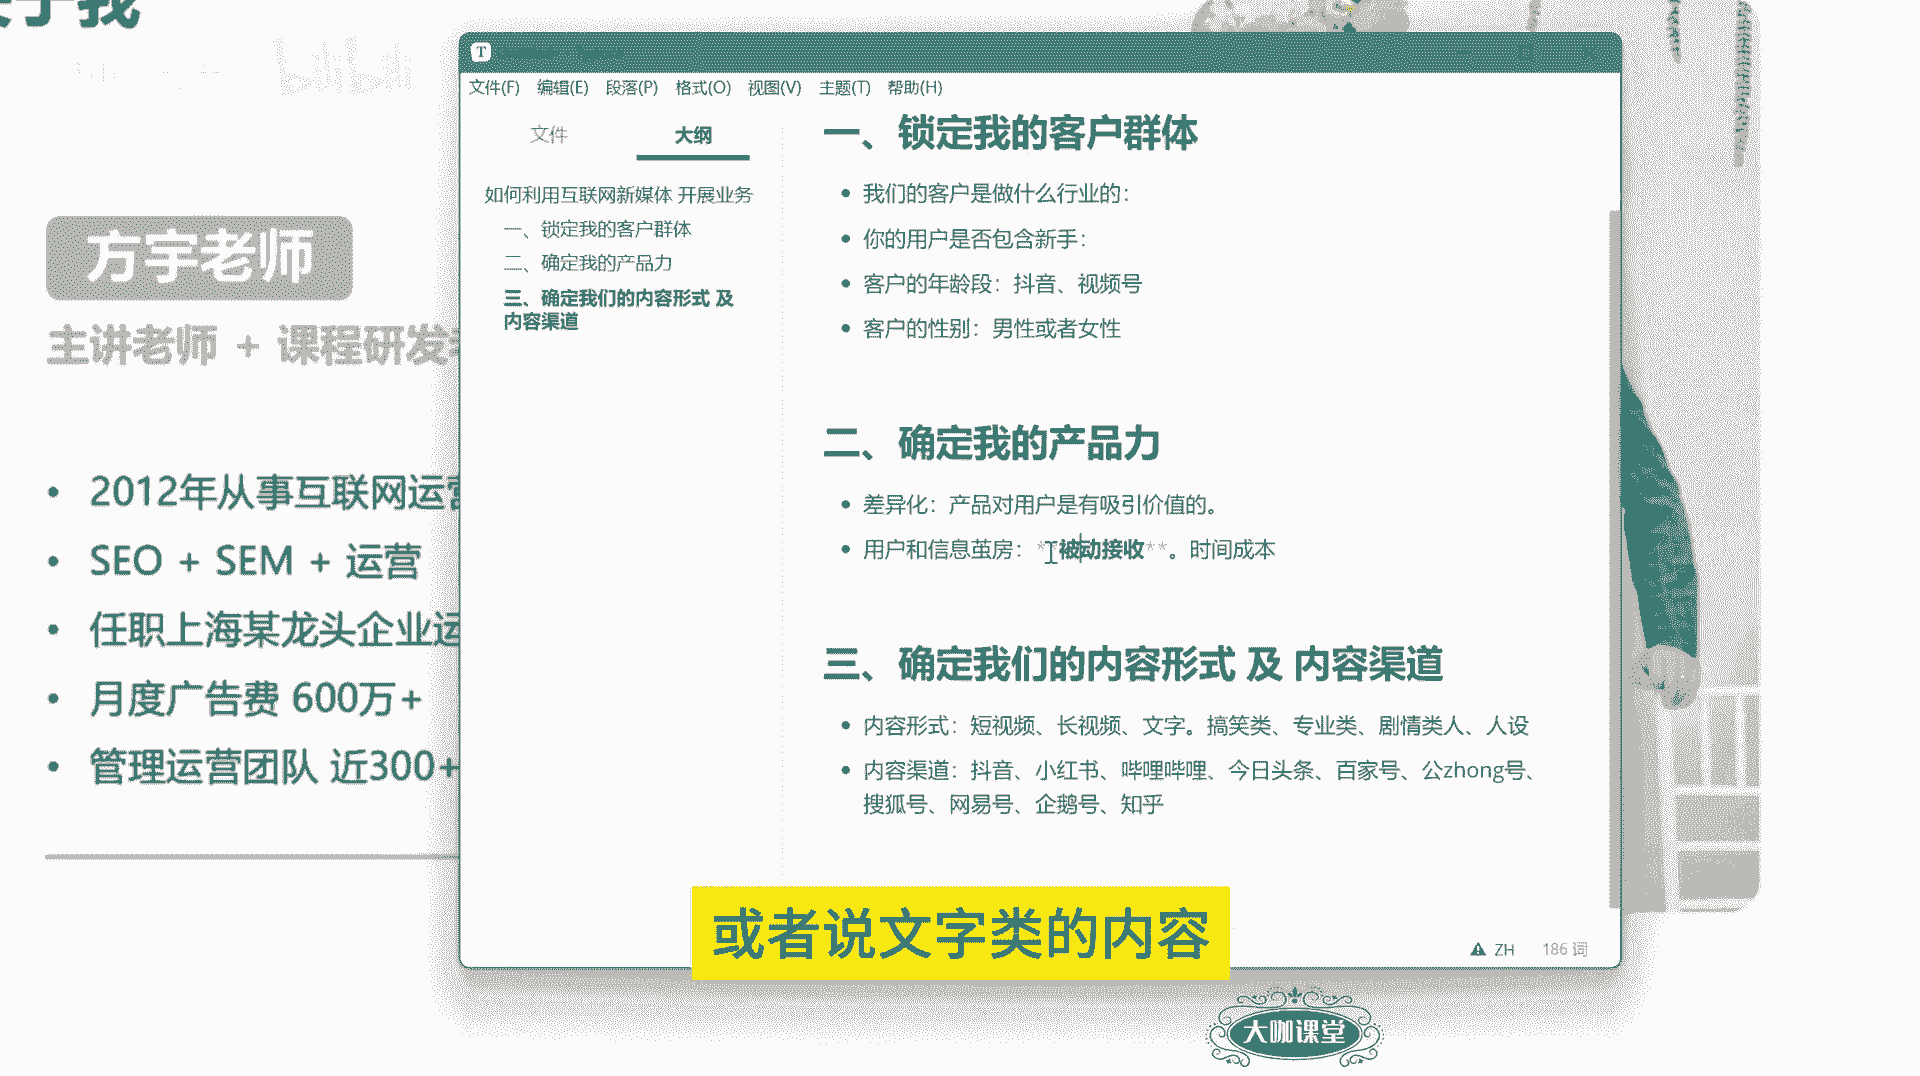 于我
bilibili
方宇老师
主讲老师 + 课程研发
2012年从事互联网运营
SEO + SEM + 运营
任职上海某龙头企业运
月度广告费 600万+
管理运营团队 近300+
T
文件(F) 编辑(E) 段落(P) 格式(O) 视图(V) 主题(T) 帮助(H)
文件 大纲
如何利用互联网新媒体 开展业务
一、锁定我的客户群体
二、确定我的产品力
三、确定我们的内容形式 及
内容渠道
一、锁定我的客户群体
我们的客户是做什么行业的：
你的用户是否包含新手：
客户的年龄段：抖音、视频号
客户的性别：男性或者女性
二、确定我的产品力
差异化：产品对用户是有吸引价值的。
用户和信息茧房：**被动接收**。时间成本
三、确定我们的内容形式 及 内容渠道
内容形式：短视频、长视频、文字。搞笑类、专业类、剧情类人、人设
内容渠道：抖音、小红书、哔哩哔哩、今日头条、百家号、公zhong号、
搜狐号、网易号、企鹅号、知乎
或者说文字类的内容
ZH 186 词
大咖课堂